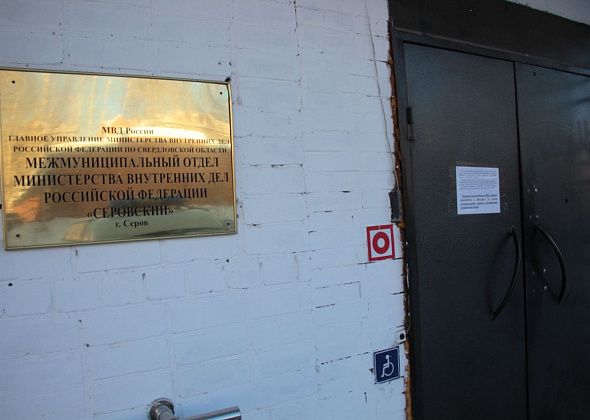 МВД России
ГЛАВНОЕ УПРАВЛЕНИЕ МИНИСТЕРСТВА ВНУТРЕННИХ ДЕЛ
РОССИЙСКОЙ ФЕДЕРАЦИИ ПО СВЕРДЛОВСКОЙ ОБЛАСТИ
МЕЖМУНИЦИПАЛЬНЫЙ ОТДЕЛ
МИНИСТЕРСТВА ВНУТРЕННИХ ДЕЛ
РОССИЙСКОЙ ФЕДЕРАЦИИ
«СЕРОВСКИЙ»
г. Серов